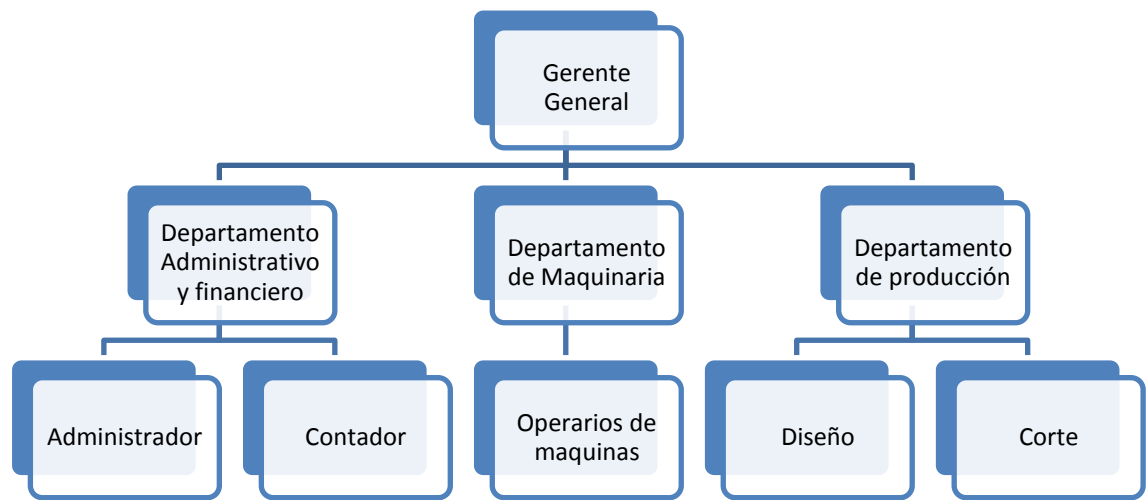 Gerente
General
Departamento
Administrativo
y financiero
Departamento
de Maquinaria
Departamento
de producción
Administrador
Contador
Operarios de
maquinas
Diseño
Corte